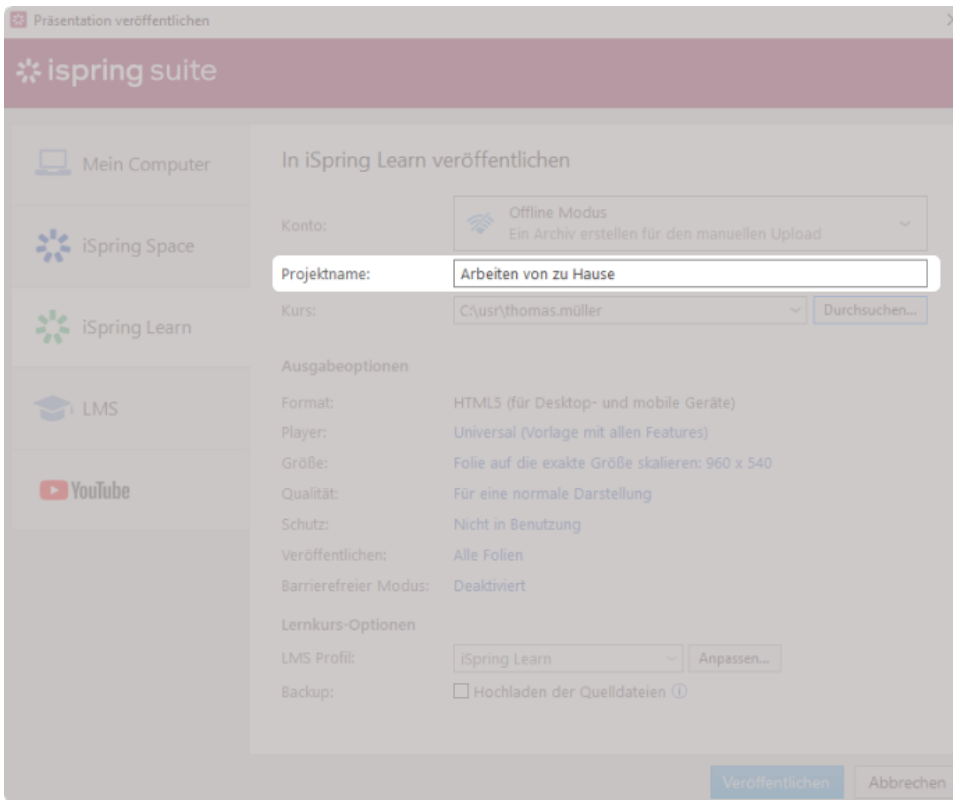 Präsentation veröffentlichen
ispring suite
Mein Computer
iSpring Space
iSpring Learn
LMS
YouTube
In iSpring Learn veröffentlichen
Konto: Offline Modus
Ein Archiv erstellen für den manuellen Upload
Projektname: Arbeiten von zu Hause
Kurs: C:\usr\thomas.müller Durchsuchen...
Ausgabeoptionen
Format: HTML5 (für Desktop- und mobile Geräte)
Player: Universal (Vorlage mit allen Features)
Größe: Folie auf die exakte Größe skalieren: 960 x 540
Qualität: Für eine normale Darstellung
Schutz: Nicht in Benutzung
Veröffentlichen: Alle Folien
Barrierefreier Modus: Deaktiviert
Lernkurs-Optionen
LMS Profil: iSpring Learn Anpassen...
Backup: Hochladen der Quelldateien
Veröffentlichen Abbrechen